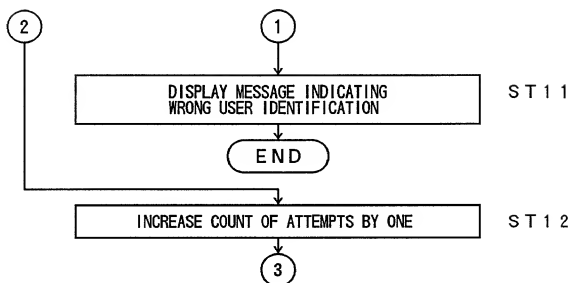 2
1
DISPLAY MESSAGE INDICATING
WRONG USER IDENTIFICATION
ST11
END
INCREASE COUNT OF ATTEMPTS BY ONE
ST12
3